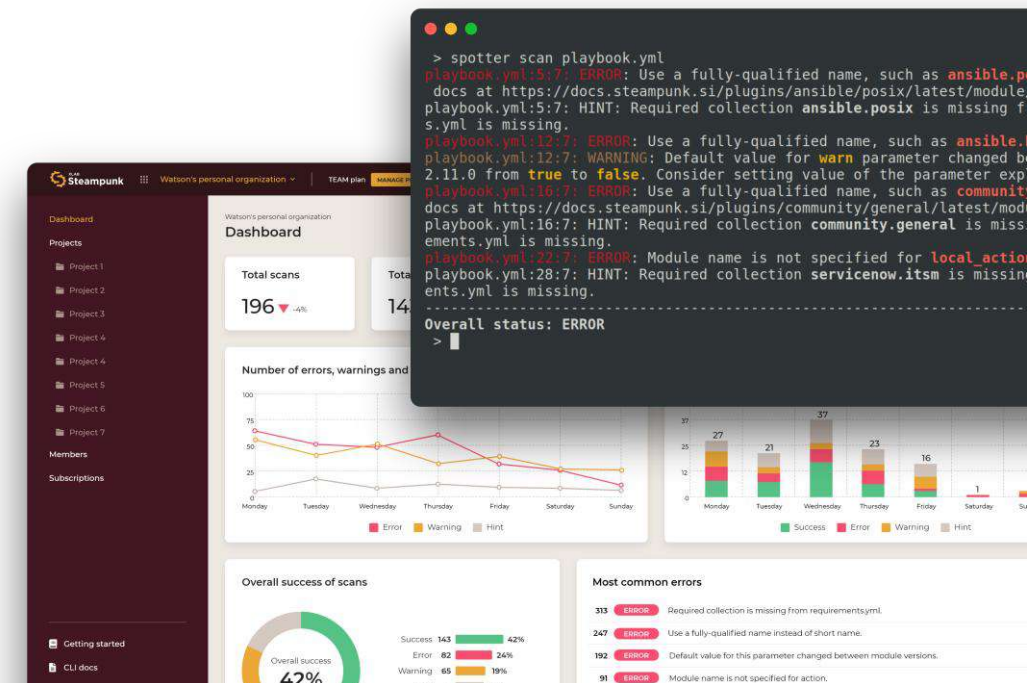 > spotter scan playbook.yml
playbook.yml:5:7: ERROR: Use a fully-qualified name, such as ansible.po
docs at https://docs.steampunk.si/plugins/ansible/posix/latest/module/
playbook.yml:5:7: HINT: Required collection ansible.posix is missing f
s.yml is missing.
playbook.yml:12:7: ERROR: Use a fully-qualified name, such as ansible.
playbook.yml:12:7: WARNING: Default value for warn parameter changed be
2.11.0 from true to false. Consider setting value of the parameter exp
playbook.yml:16:7: ERROR: Use a fully-qualified name, such as community
docs at https://docs.steampunk.si/plugins/community/general/latest/modu
playbook.yml:16:7: HINT: Required collection community.general is miss
ements.yml is missing.
playbook.yml:22:7: ERROR: Module name is not specified for local_action
playbook.yml:28:7: HINT: Required collection servicenow.itsm is missing
ents.yml is missing.
Overall status: ERROR
>
Steampunk
Watson's personal organization
TEAM plan
MANAGE
Dashboard
Projects
Project 1
Project 2
Project 3
Project 4
Project 4
Project 5
Project 6
Project 7
Members
Subscriptions
Getting started
CLI docs
Watson's personal organization
Dashboard
Total scans
196 -4%
Tota
14
Number of errors, warnings and
100
75
50
25
0
Monday Tuesday Wednesday Thursday Friday Saturday Sunday
Error Warning Hint
37
25
12
0
27 21 37 23 16 1
Monday Tuesday Wednesday Thursday Friday Saturday Su
Success Error Warning Hint
Overall success of scans
Overall success
42%
Success 143 42%
Error 82 24%
Warning 65 19%
Most common errors
313 ERROR Required collection is missing from requirements.yml.
247 ERROR Use a fully-qualified name instead of short name.
192 ERROR Default value for this parameter changed between module versions.
91 ERROR Module name is not specified for action.